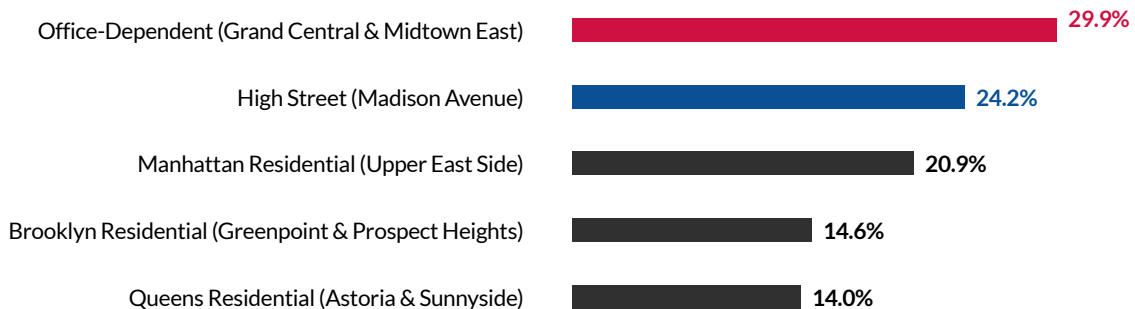 Office-Dependent (Grand Central & Midtown East) 29.9%
High Street (Madison Avenue) 24.2%
Manhattan Residential (Upper East Side) 20.9%
Brooklyn Residential (Greenpoint & Prospect Heights) 14.6%
Queens Residential (Astoria & Sunnyside) 14.0%